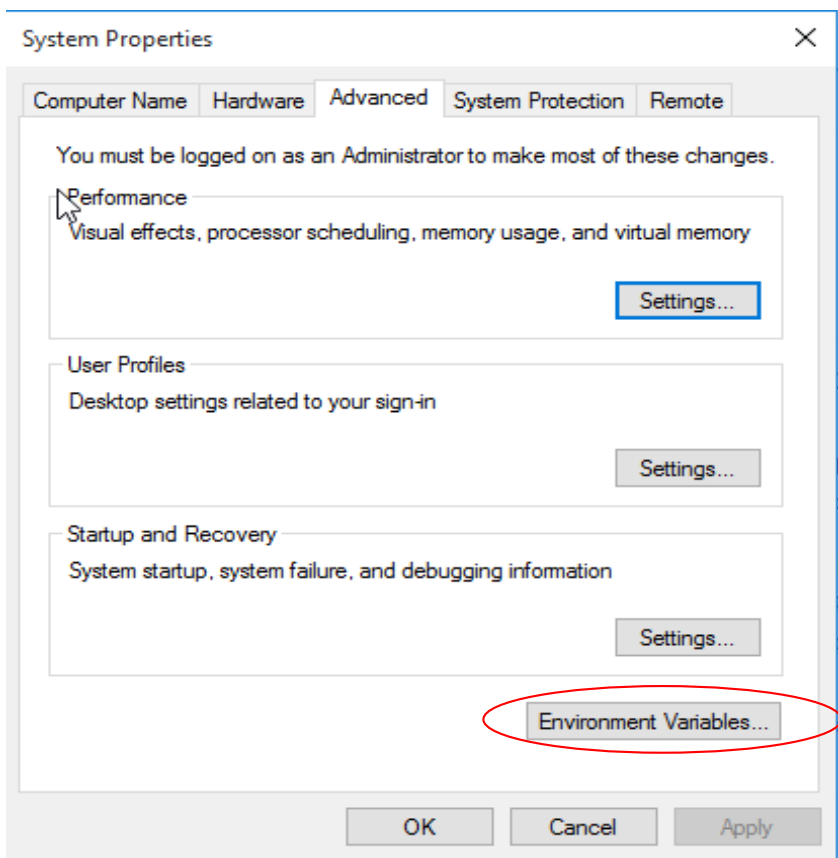 System Properties
Computer Name Hardware Advanced System Protection Remote
You must be logged on as an Administrator to make most of these changes.
Performance
Visual effects, processor scheduling, memory usage, and virtual memory
Settings...
User Profiles
Desktop settings related to your sign-in
Settings...
Startup and Recovery
System startup, system failure, and debugging information
Settings...
Environment Variables...
OK Cancel Apply